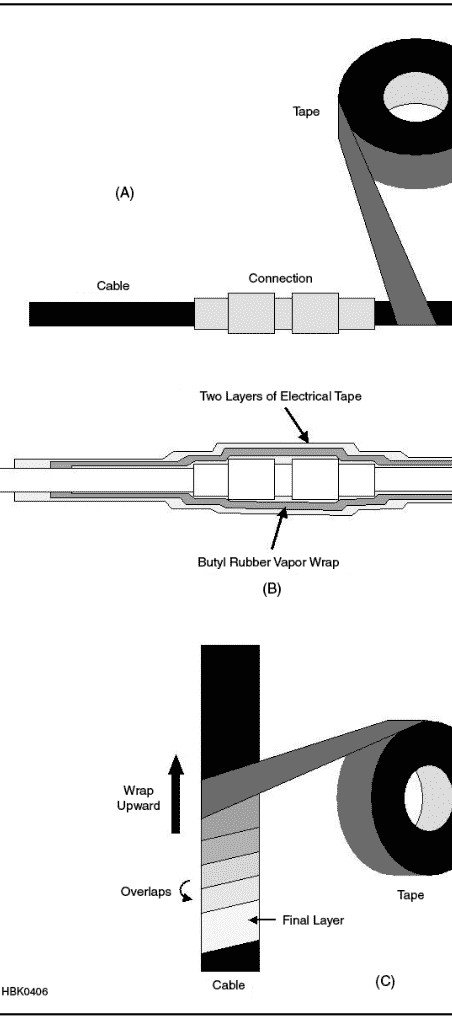 Tape
(A)
Cable
Connection
Two Layers of Electrical Tape
Butyl Rubber Vapor Wrap
(B)
Wrap
Upward
Overlaps
Tape
Final Layer
Cable
(C)
HBK0406